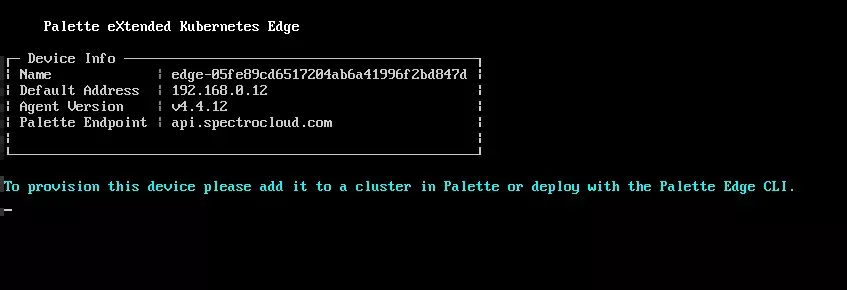 Palette eXtended Kubernetes Edge
Device Info
Name | edge-05fe89cd6517204ab6a41996f2bd847d
Default Address | 192.168.0.12
Agent Version | v4.4.12
Palette Endpoint | api.spectrocloud.com
To provision this device please add it to a cluster in Palette or deploy with the Palette Edge CLI.